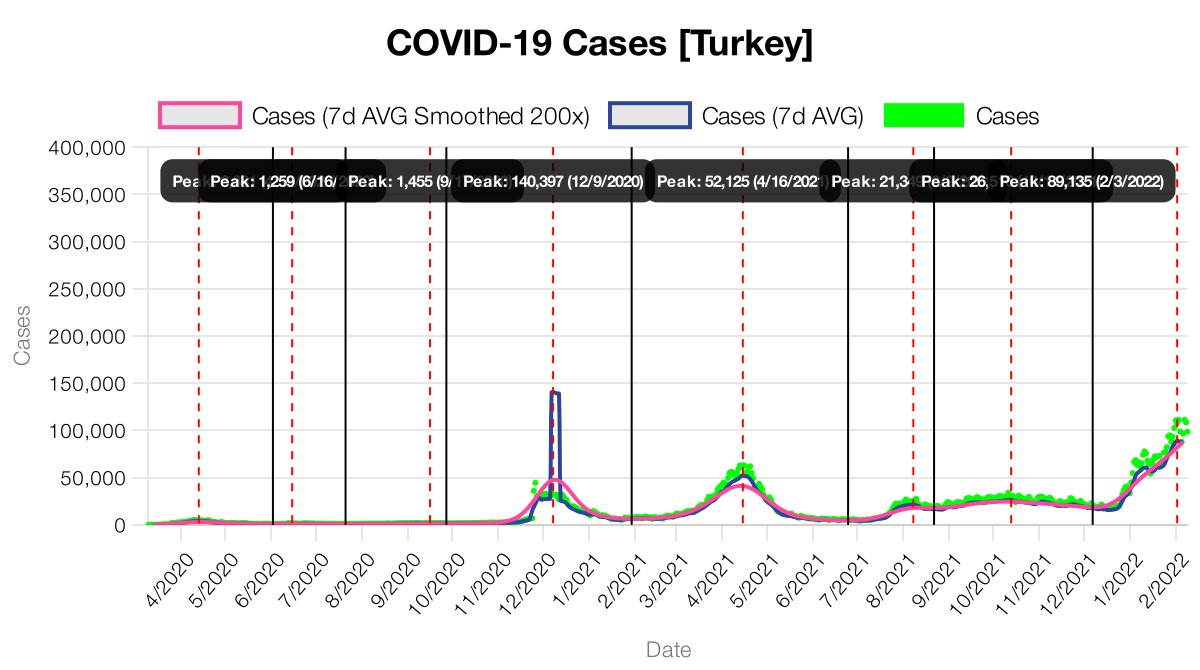 COVID-19 Cases [Turkey]
Cases (7d AVG Smoothed 200x) Cases (7d AVG) Cases
400,000
350,000
300,000
250,000
200,000
150,000
100,000
50,000
0
Cases
Peak: 1,259 (6/16/
Peak: 1,455 (9/
Peak: 140,397 (12/9/2020)
Peak: 52,125 (4/16/2021)
Peak: 21,34
Peak: 26,5
Peak: 89,135 (2/3/2022)
4/2020 5/2020 6/2020 7/2020 8/2020 9/2020 10/2020 11/2020 12/2020 1/2021 2/2021 3/2021 4/2021 5/2021 6/2021 7/2021 8/2021 9/2021 10/2021 11/2021 12/2021 1/2022 2/2022
Date